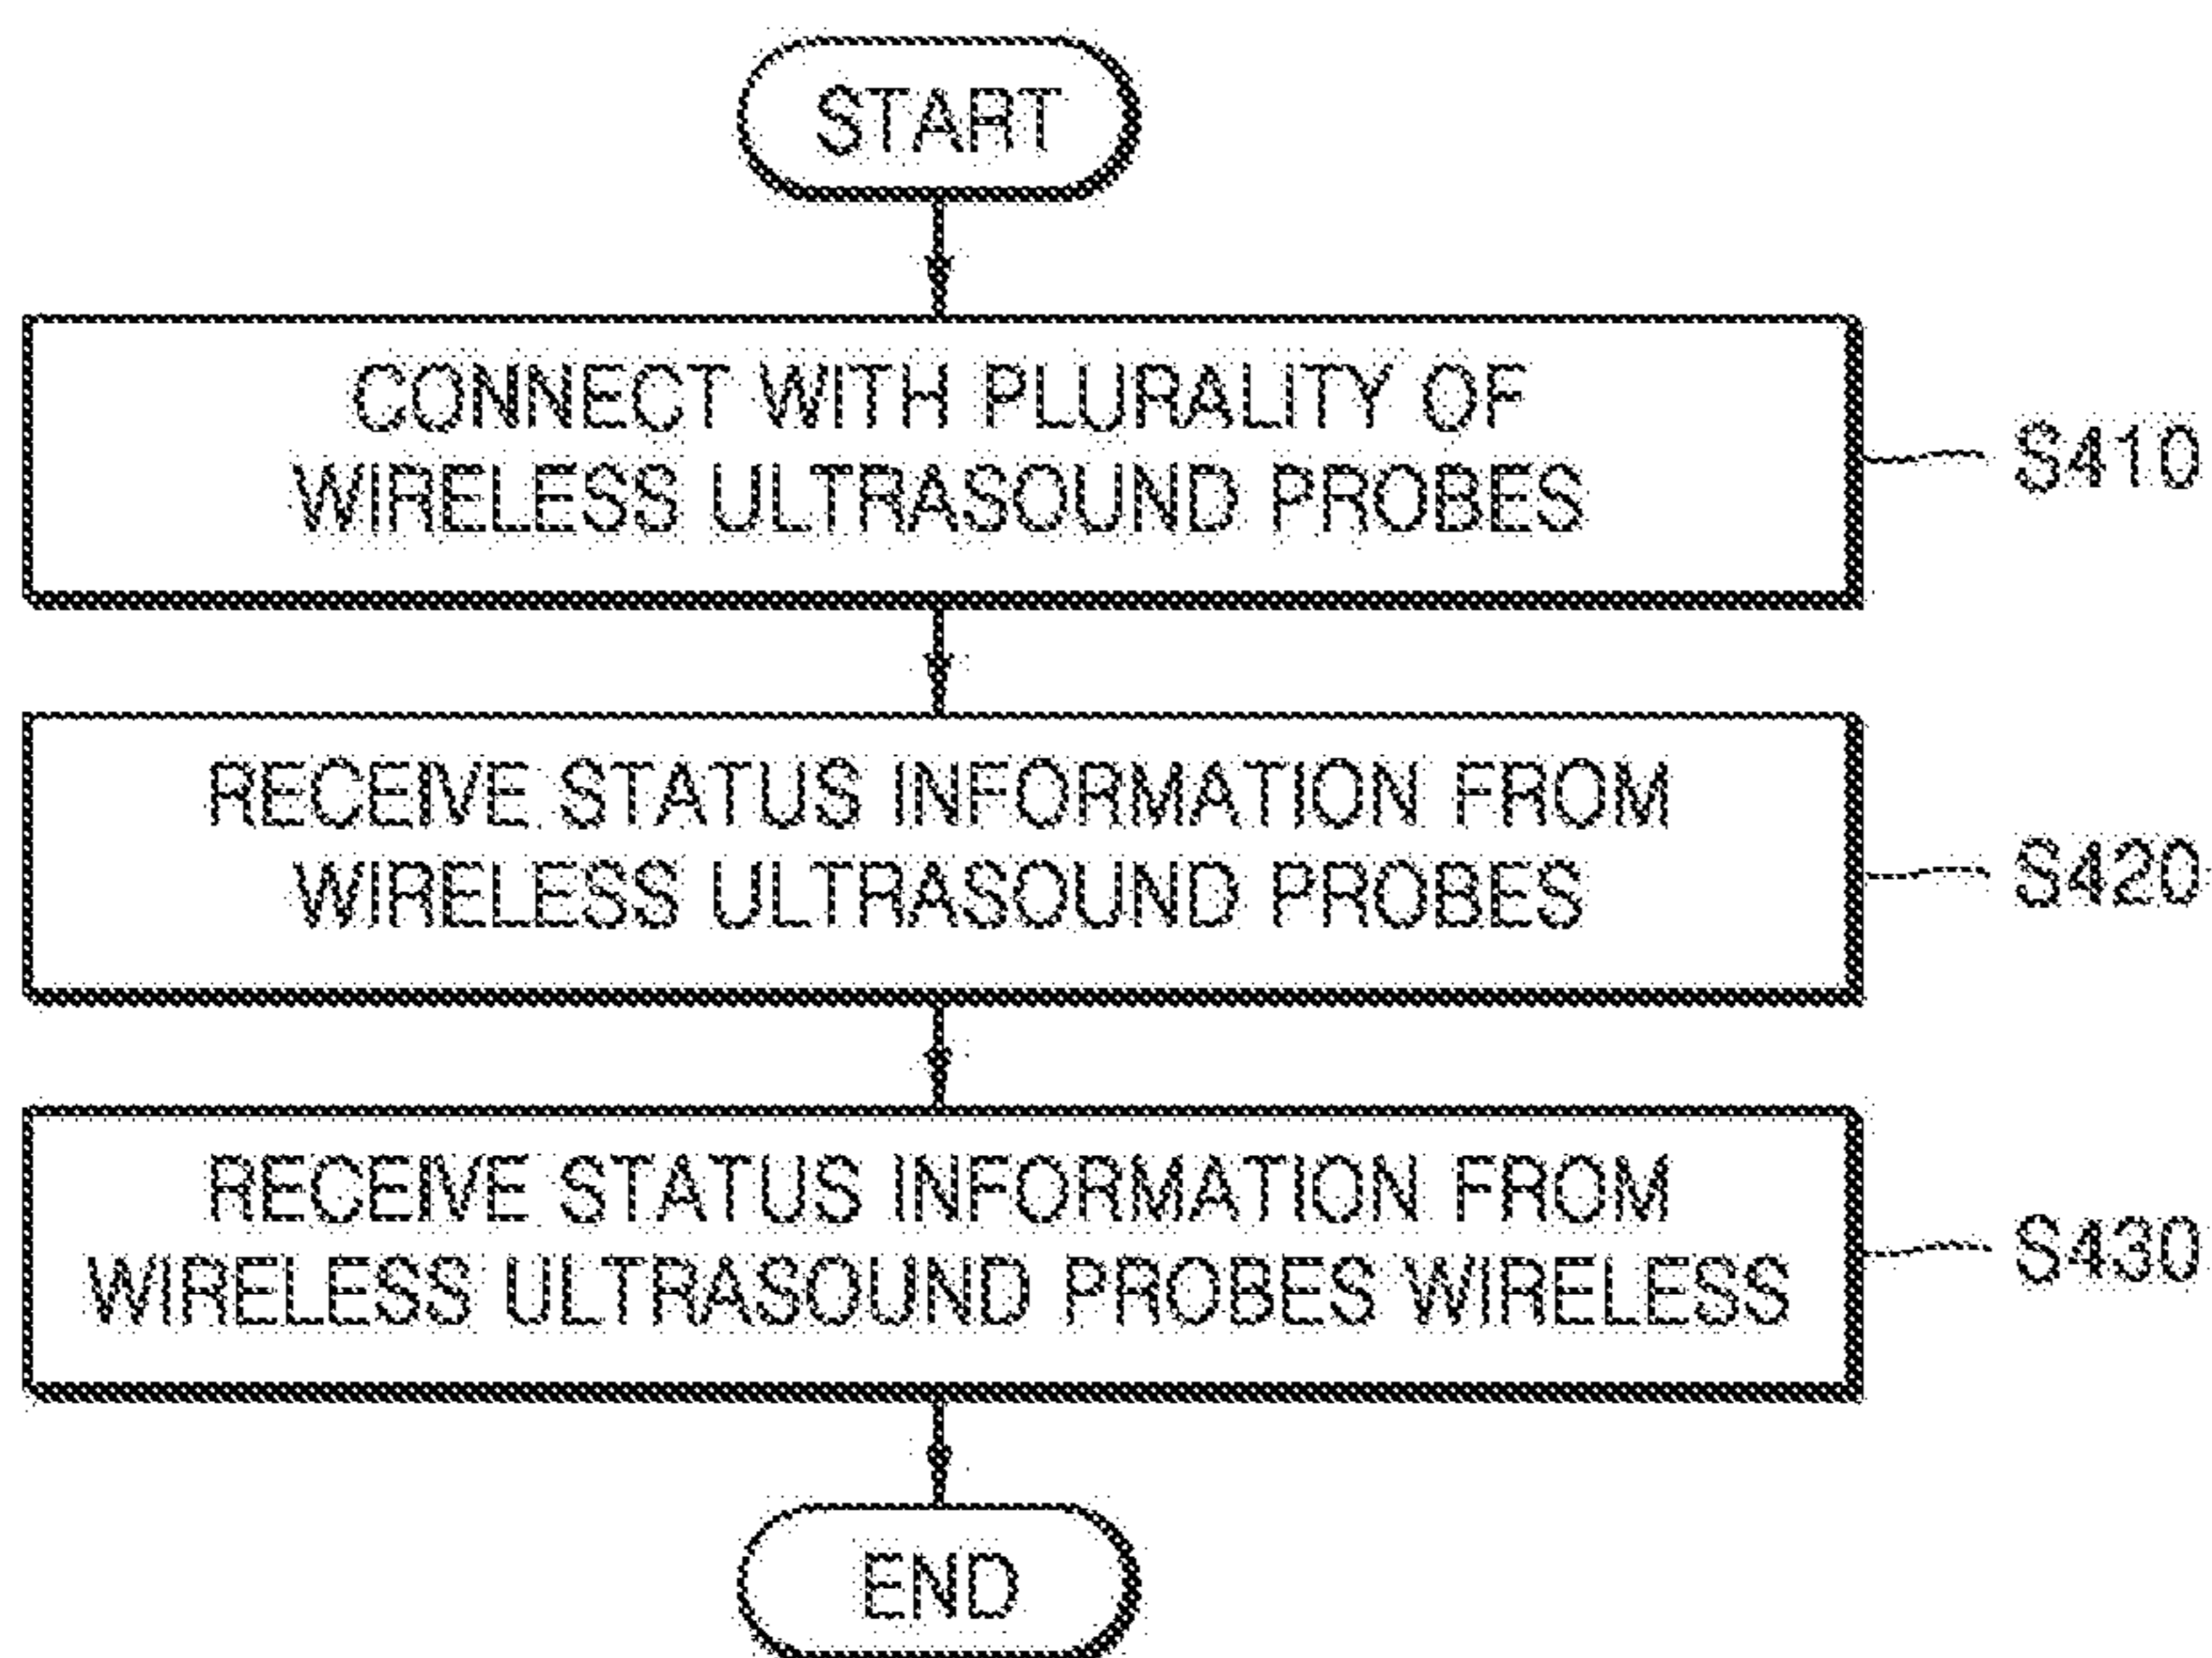 START
CONNECT WITH PLURALITY OF
WIRELESS ULTRASOUND PROBES
S410
RECEIVE STATUS INFORMATION FROM
WIRELESS ULTRASOUND PROBES
S420
RECEIVE STATUS INFORMATION FROM
WIRELESS ULTRASOUND PROBES WIRELESS
S430
END